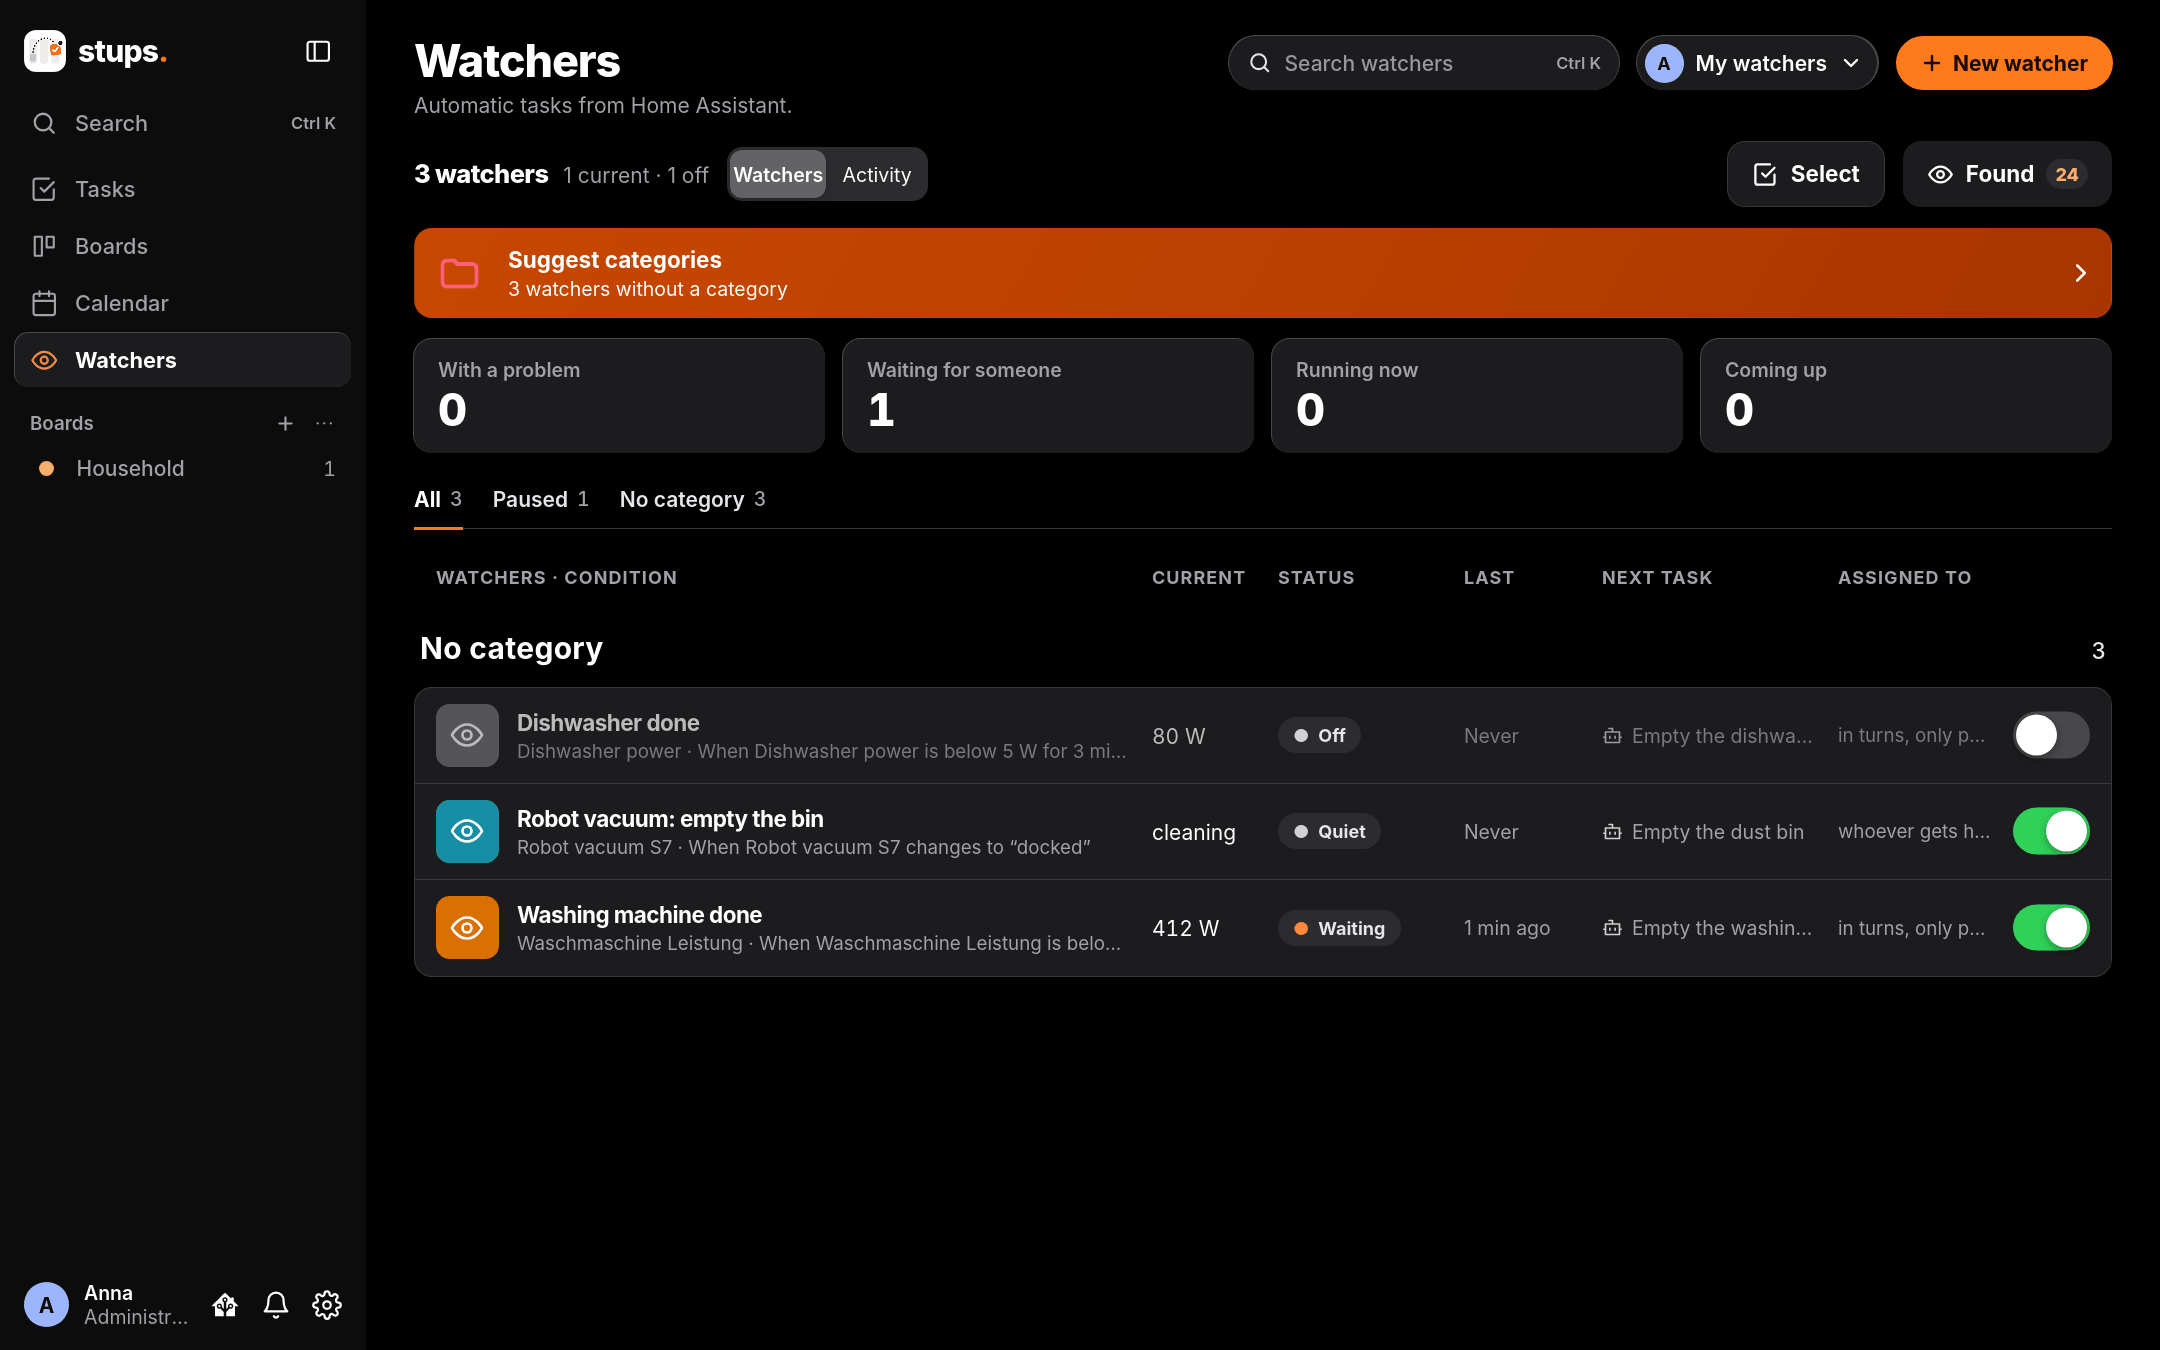 stups.
Search Ctrl K
Tasks
Boards
Calendar
Watchers
Boards
Household 1
A Anna
Administr...
Watchers
Automatic tasks from Home Assistant.
Search watchers Ctrl K
A My watchers
New watcher
3 watchers 1 current · 1 off
Watchers Activity
Select
Found 24
Suggest categories
3 watchers without a category
With a problem
0
Waiting for someone
1
Running now
0
Coming up
0
All 3 Paused 1 No category 3
WATCHERS · CONDITION CURRENT STATUS LAST NEXT TASK ASSIGNED TO
No category 3
Dishwasher done
Dishwasher power · When Dishwasher power is below 5 W for 3 mi...
80 W Off Never Empty the dishwa... in turns, only p...
Robot vacuum: empty the bin
Robot vacuum S7 · When Robot vacuum S7 changes to “docked”
cleaning Quiet Never Empty the dust bin whoever gets h...
Washing machine done
Waschmaschine Leistung · When Waschmaschine Leistung is belo...
412 W Waiting 1 min ago Empty the washin... in turns, only p...